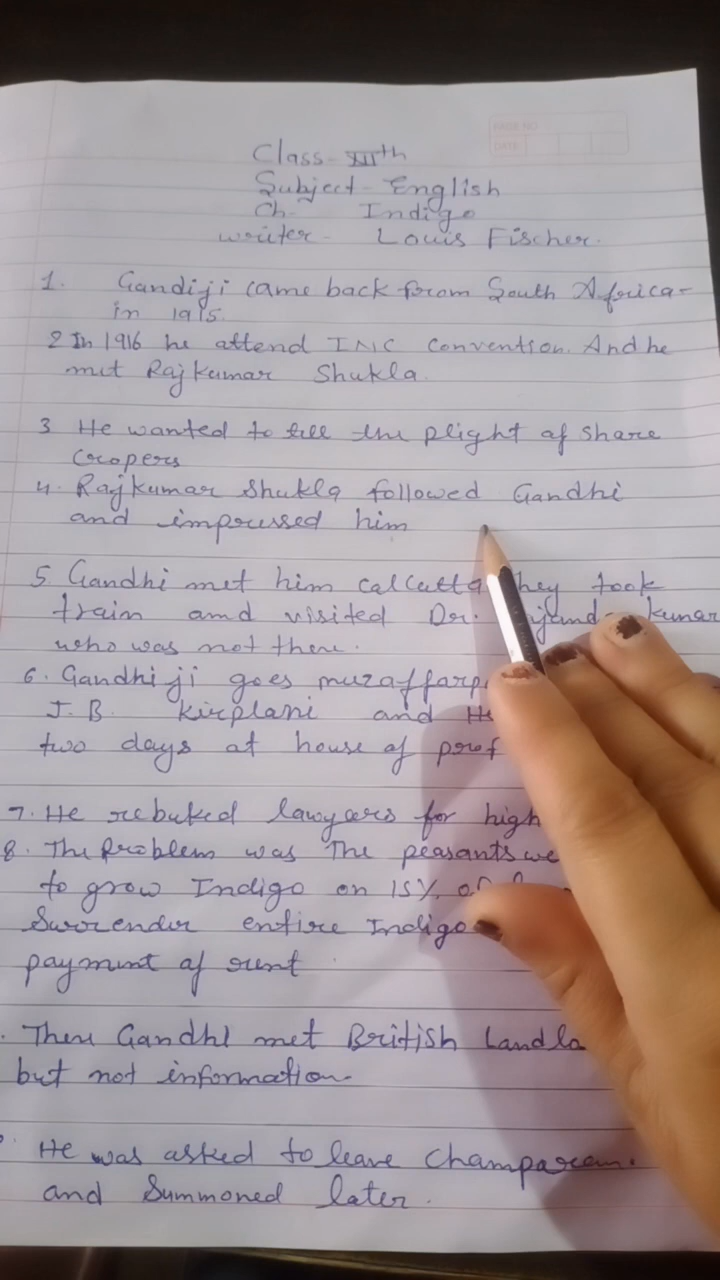 Class - XIIth
Subject - English
Ch - Indigo
writer - Louis Fischer.
1. Gandiji came back from South Africa -
in 1915.
2 In 1916 he attend INC convention. And he
met Rajkumar Shukla.
3 He wanted to tell the plight of share
cropers
4. Rajkumar Shukla followed Gandhi
and impressed him
5 Gandhi met him calcutta they took
train and visited Dr. kumar
who was not there.
6. Gandhi ji goes
J. B. kirplani and
two days at house of prof
7. He rebuked lawyers for high
8. The Problem was The peasants
to grow Indigo on 15%
Surrender entire Indigo
payment of rent
Then Gandhi met British
but not information.
He was asked to leave Champaran.
and Summoned later.